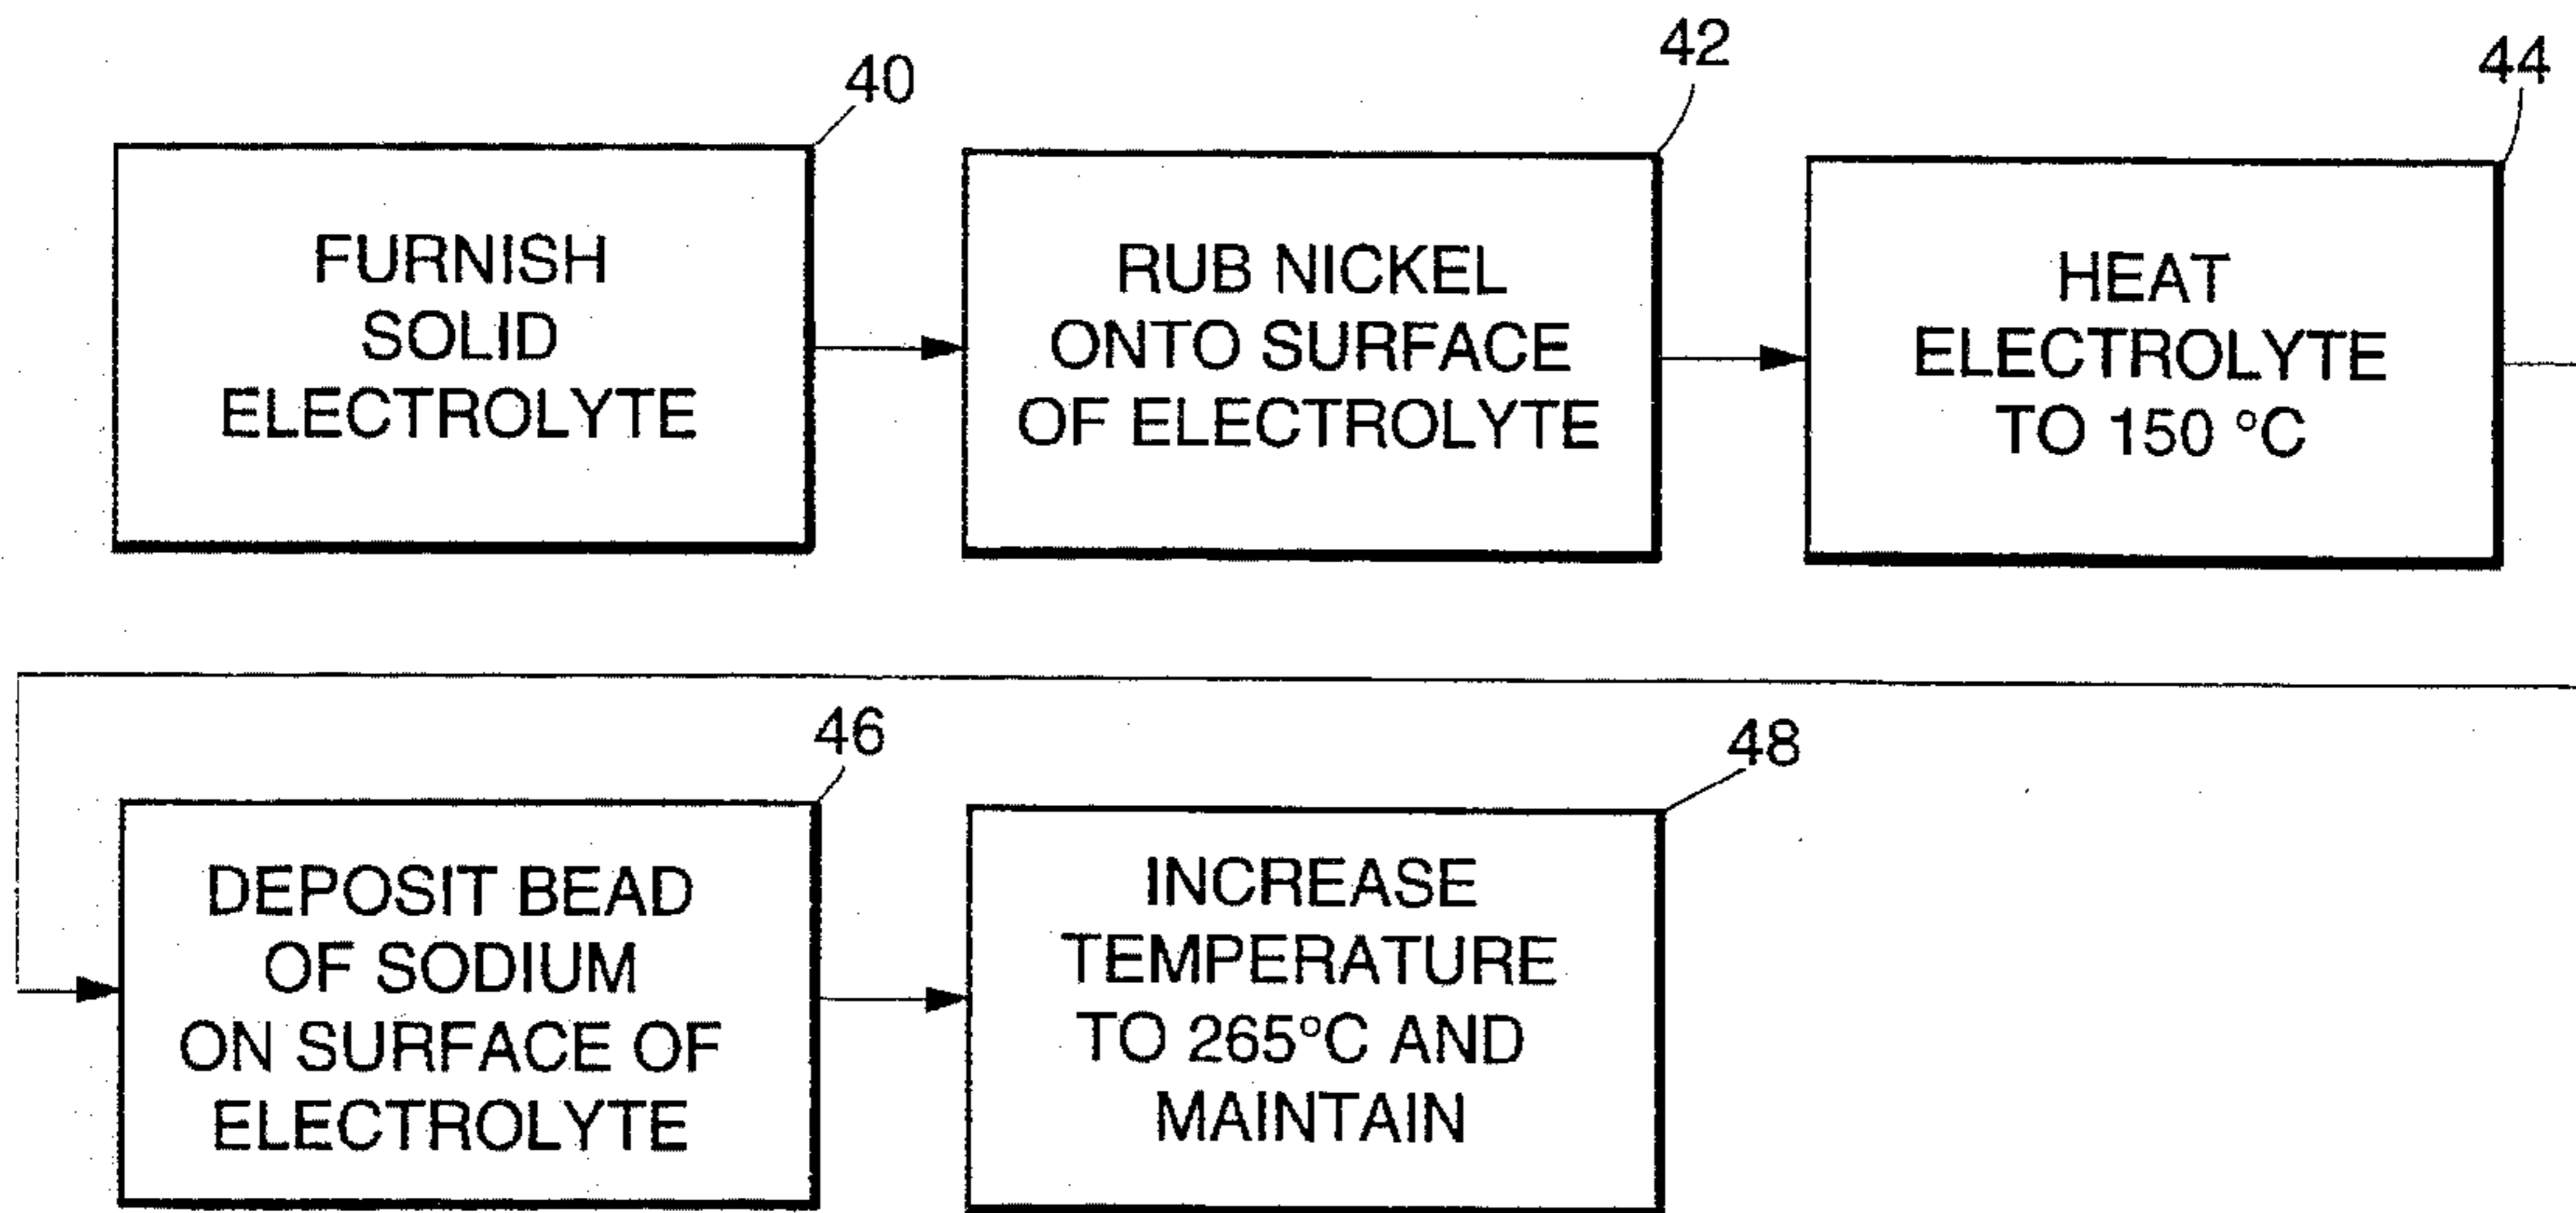 40
FURNISH
SOLID
ELECTROLYTE
42
RUB NICKEL
ONTO SURFACE
OF ELECTROLYTE
44
HEAT
ELECTROLYTE
TO 150 °C
46
DEPOSIT BEAD
OF SODIUM
ON SURFACE OF
ELECTROLYTE
48
INCREASE
TEMPERATURE
TO 265°C AND
MAINTAIN